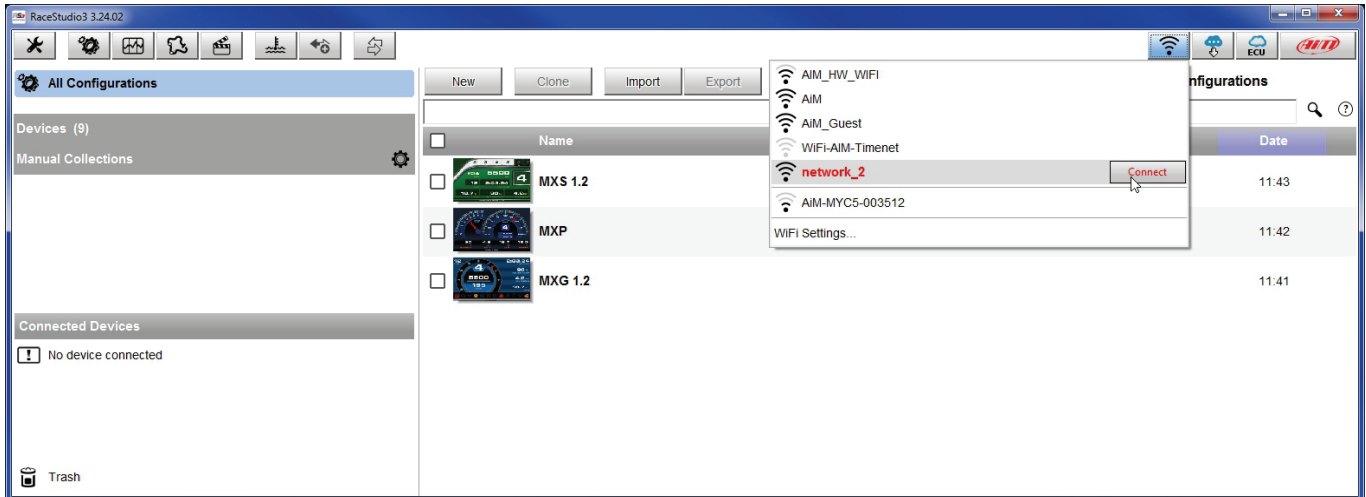 RaceStudio3 3.24.02
ECU
AiM
All Configurations
New Clone Import Export
nfigurations
AIM_HW_WIFI
AiM
AiM_Guest
WiFi-AIM-Timenet
network_2 Connect
AiM-MYC5-003512
WiFi Settings...
Devices (9)
Manual Collections
Name Date
MXS 1.2 11:43
MXP 11:42
MXG 1.2 11:41
Connected Devices
No device connected
Trash